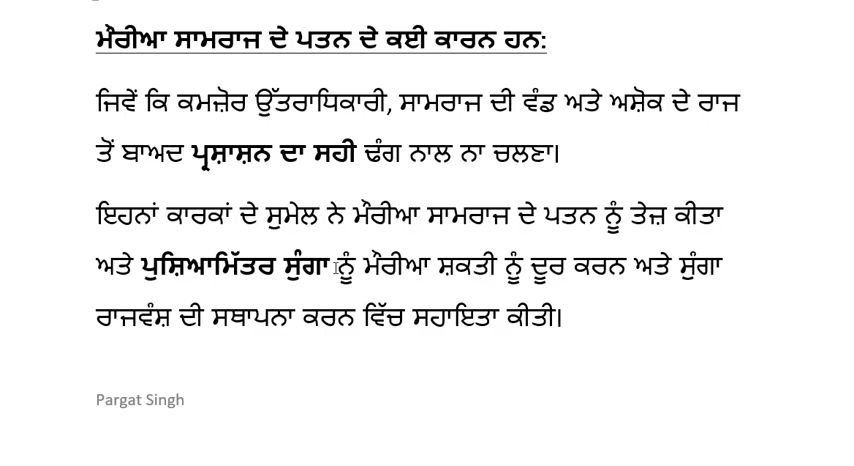 ਮੌਰੀਆ ਸਾਮਰਾਜ ਦੇ ਪਤਨ ਦੇ ਕਈ ਕਾਰਨ ਹਨ:
ਜਿਵੇਂ ਕਿ ਕਮਜ਼ੋਰ ਉੱਤਰਾਧਿਕਾਰੀ, ਸਾਮਰਾਜ ਦੀ ਵੰਡ ਅਤੇ ਅਸ਼ੋਕ ਦੇ ਰਾਜ
ਤੋਂ ਬਾਅਦ ਪ੍ਰਸ਼ਾਸ਼ਨ ਦਾ ਸਹੀ ਢੰਗ ਨਾਲ ਨਾ ਚਲਣਾ।
ਇਹਨਾਂ ਕਾਰਕਾਂ ਦੇ ਸੁਮੇਲ ਨੇ ਮੌਰੀਆ ਸਾਮਰਾਜ ਦੇ ਪਤਨ ਨੂੰ ਤੇਜ਼ ਕੀਤਾ
ਅਤੇ ਪੁਸ਼ਿਆਮਿੱਤਰ ਸੁੰਗਾ ਨੂੰ ਮੌਰੀਆ ਸ਼ਕਤੀ ਨੂੰ ਦੂਰ ਕਰਨ ਅਤੇ ਸੁੰਗਾ
ਰਾਜਵੰਸ਼ ਦੀ ਸਥਾਪਨਾ ਕਰਨ ਵਿੱਚ ਸਹਾਇਤਾ ਕੀਤੀ।
Pargat Singh